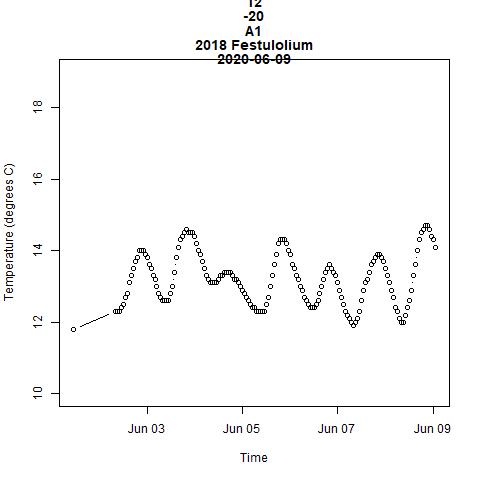 T2
-20
A1
2018 Festulolium
2020-06-09
Temperature (degrees C)
18
16
14
12
10
Jun 03
Jun 05
Jun 07
Jun 09
Time